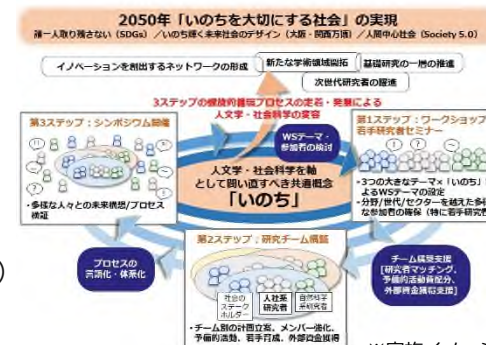 2050年「いのちを大切にする社会」の実現
誰一人取り残さない（SDGs）／いのち輝く未来社会のデザイン（大阪・関西万博）／人間中心社会（Society 5.0）
イノベーションを創出するネットワークの形成
新たな学術領域開拓
基礎研究の一層の推進
次世代研究者の躍進
3ステップの螺旋的循環プロセスの定着・発展による
人文学・社会科学の変容
第3ステップ：シンポジウム開催
・多様な人々との未来構想/プロセス
検証
WSテーマ・
参加者の検討
第1ステップ：ワークショップ
若手研究者セミナー
・3つの大きなテーマ×「いのち」
よるWSテーマの設定
・分野/世代/セクターを越えた多様
な参加者の確保（特に若手研究者
人文学・社会科学を軸
として問い直すべき共通概念
「いのち」
プロセスの
言語化・体系化
第2ステップ：研究チーム構築
社会の
ステーク
ホルダー
人社系
研究者
自然科学
系研究者
・チーム別の計画立案、メンバー強化、
予備的活動、若手育成、外部資金獲得
チーム構築支援
[研究者マッチング、
予備的活動費配分、
外部資金獲得支援]
）